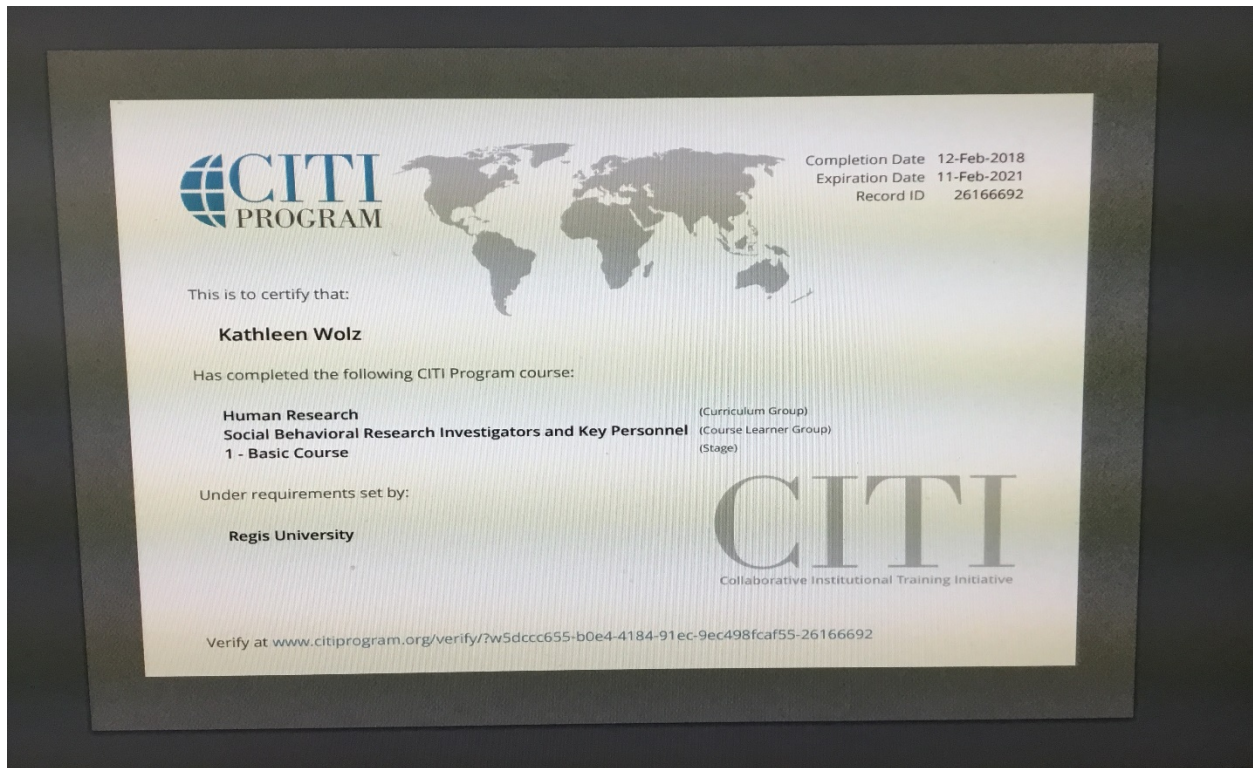 CITI
PROGRAM
Completion Date 12-Feb-2018
Expiration Date 11-Feb-2021
Record ID 26166692
This is to certify that:
Kathleen Wolz
Has completed the following CITI Program course:
Human Research (Curriculum Group)
Social Behavioral Research Investigators and Key Personnel (Course Learner Group)
1 - Basic Course (Stage)
Under requirements set by:
Regis University
CITI
Collaborative Institutional Training Initiative
Verify at www.citiprogram.org/verify/?w5dccc655-b0e4-4184-91ec-9ec498fcaf55-26166692